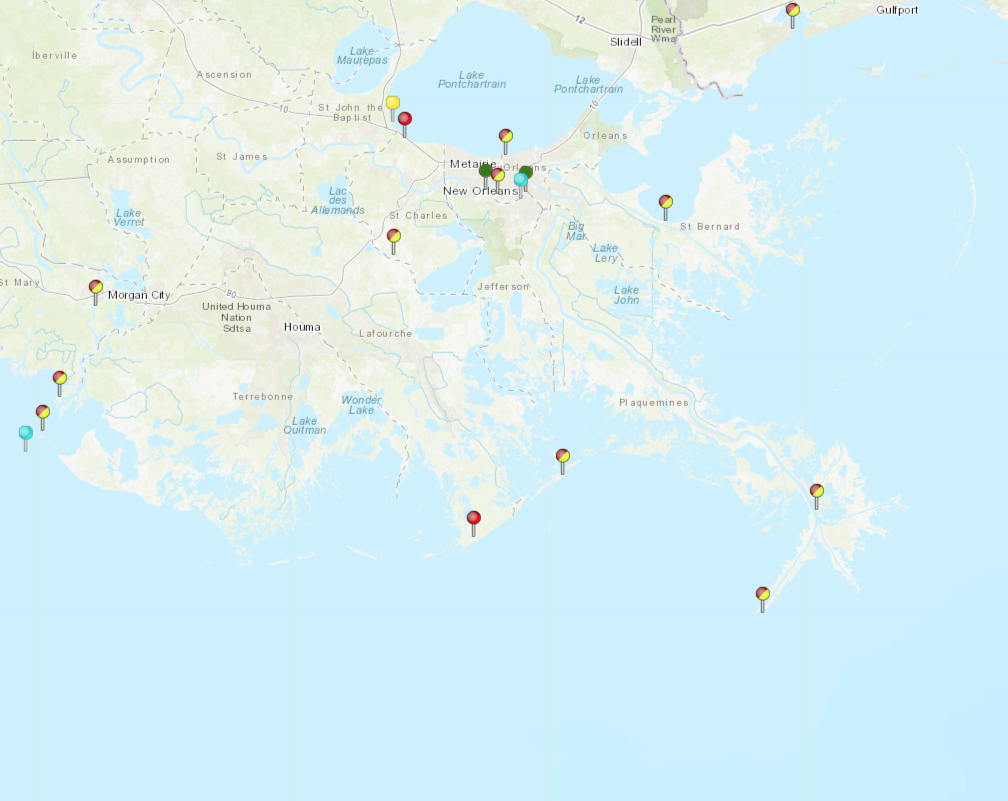 12
Gulfport
Pearl
River
Wma
Slidell
Iberville
Lake
Maurepas
Ascension
Lake
Pontchartrain
Lake
Pontchartrain
10
10
St John the
Baptist
Orleans
Assumption
St James
Metairie
New Orleans
Lac
des
Allemands
Lake
Verret
St Charles
Big
Mar
St Bernard
Lake
Lery
St Mary
Jefferson
Lake
John
Morgan City
90
United Houma
Nation
Sdtsa
Houma
Lafourche
Terrebonne
Wonder
Lake
Plaquemines
Lake
Quitman